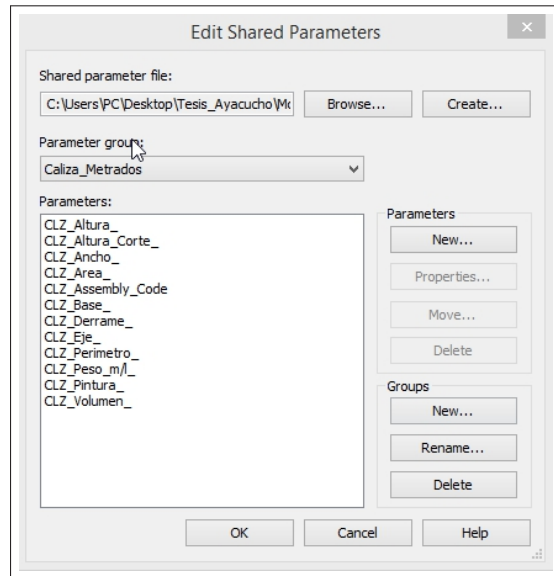 Edit Shared Parameters
Shared parameter file:
C:\Users\PC\Desktop\Tesis_Ayacucho\Mo
Browse...
Create...
Parameter group:
Caliza_Metrados
Parameters:
CLZ_Altura_
CLZ_Altura_Corte_
CLZ_Ancho_
CLZ_Area_
CLZ_Assembly_Code
CLZ_Base_
CLZ_Derrame_
CLZ_Eje_
CLZ_Perimetro_
CLZ_Peso_m/l_
CLZ_Pintura_
CLZ_Volumen_
Parameters
New...
Properties...
Move...
Delete
Groups
New...
Rename...
Delete
OK
Cancel
Help